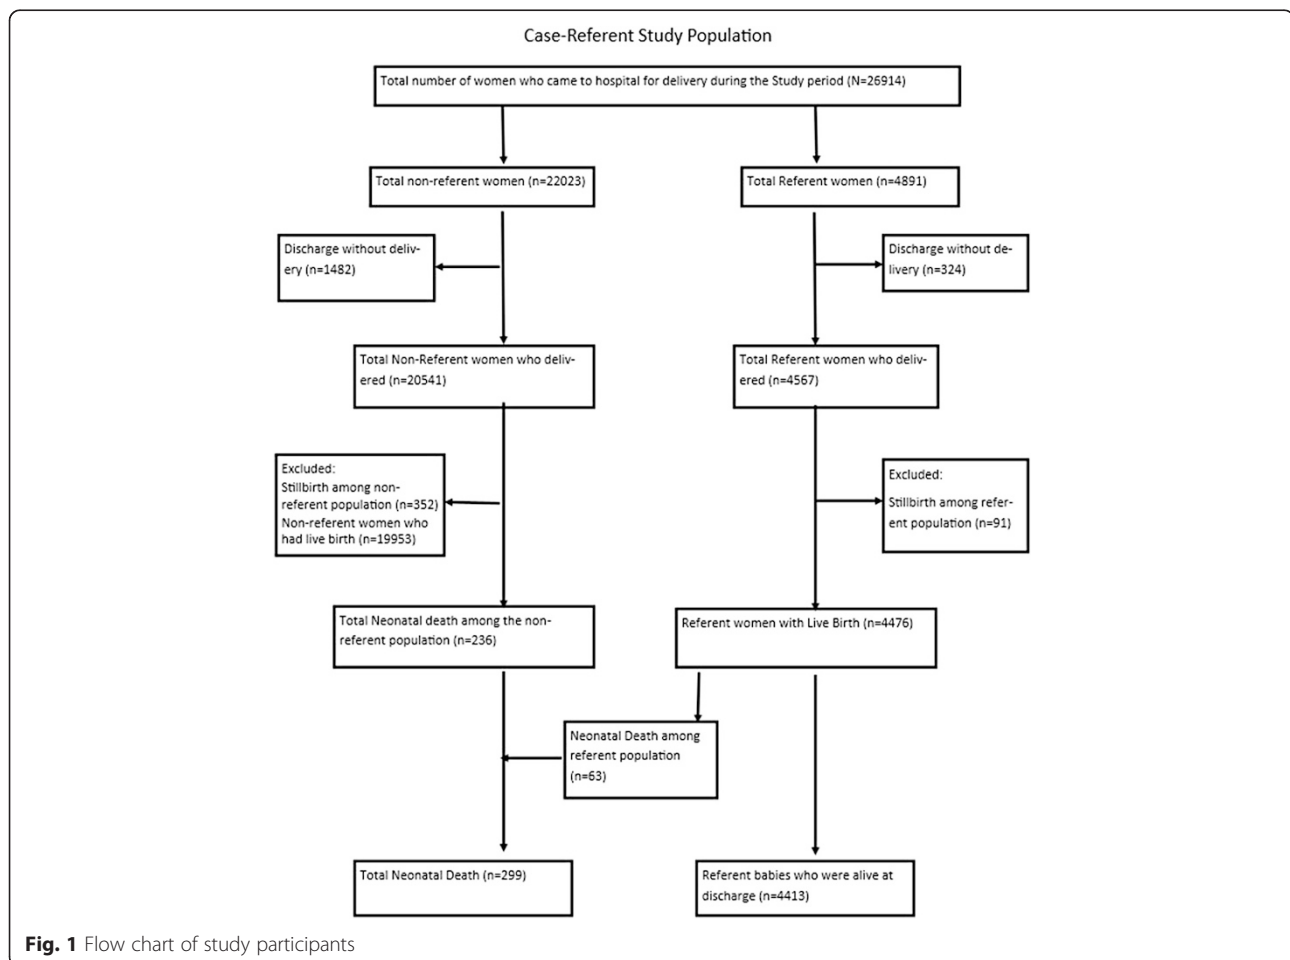 Case-Referent Study Population
Total number of women who came to hospital for delivery during the Study period (N=26914)
Total non-referent women (n=22023)
Total Referent women (n=4891)
Discharge without deliv-
ery (n=1482)
Discharge without de-
livery (n=324)
Total Non-Referent women who deliv-
ered (n=20541)
Total Referent women who deliv-
ered (n=4567)
Excluded:
Stillbirth among non-
referent population (n=352)
Non-referent women who
had live birth (n=19953)
Excluded:
Stillbirth among refer-
ent population (n=91)
Total Neonatal death among the non-
referent population (n=236)
Referent women with Live Birth (n=4476)
Neonatal Death among
referent population
(n=63)
Total Neonatal Death (n=299)
Referent babies who were alive at
discharge (n=4413)
Fig. 1 Flow chart of study participants